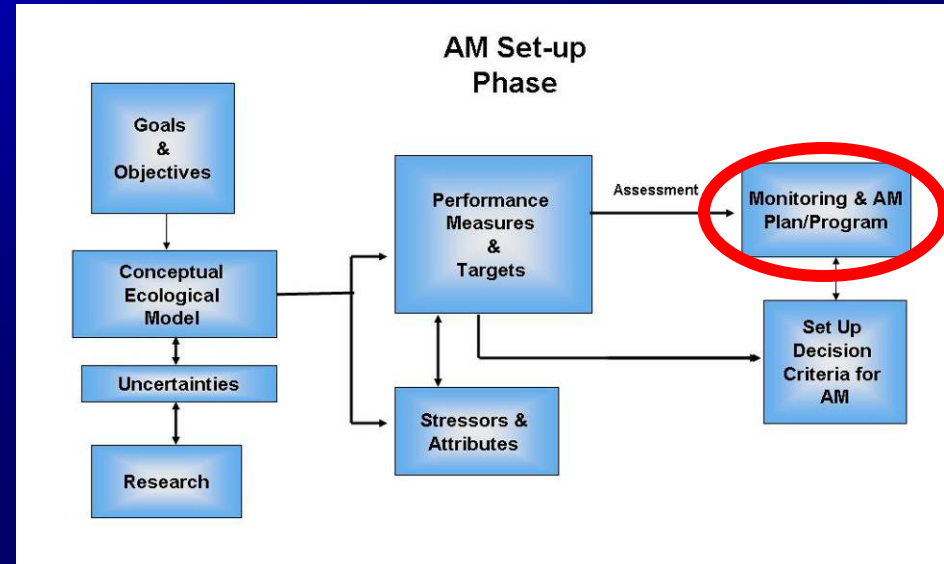 AM Set-up
Phase
Goals
&
Objectives
Conceptual
Ecological
Model
Uncertainties
Research
Performance
Measures
&
Targets
Stressors &
Attributes
Assessment
Monitoring & AM
Plan/Program
Set Up
Decision
Criteria for
AM